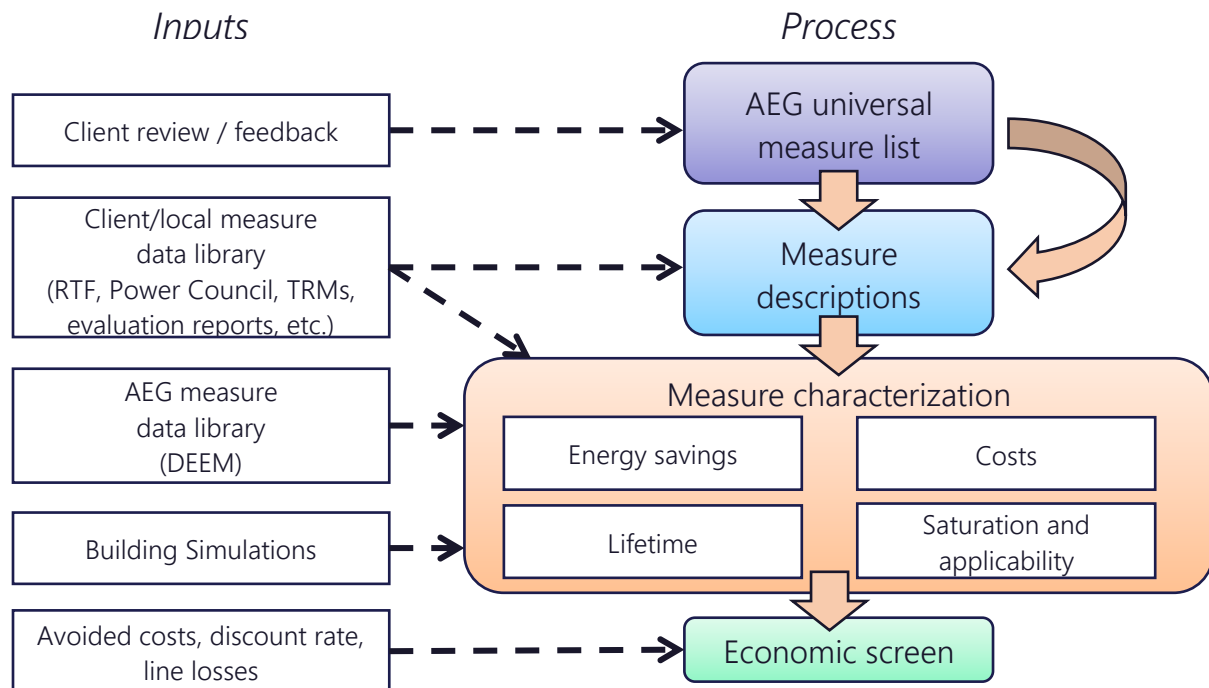 Inputs
Process
Client review / feedback
AEG universal
measure list
Client/local measure
data library
(RTF, Power Council, TRMs,
evaluation reports, etc.)
Measure
descriptions
AEG measure
data library
(DEEM)
Measure characterization
Energy savings
Costs
Building Simulations
Lifetime
Saturation and
applicability
Avoided costs, discount rate,
line losses
Economic screen